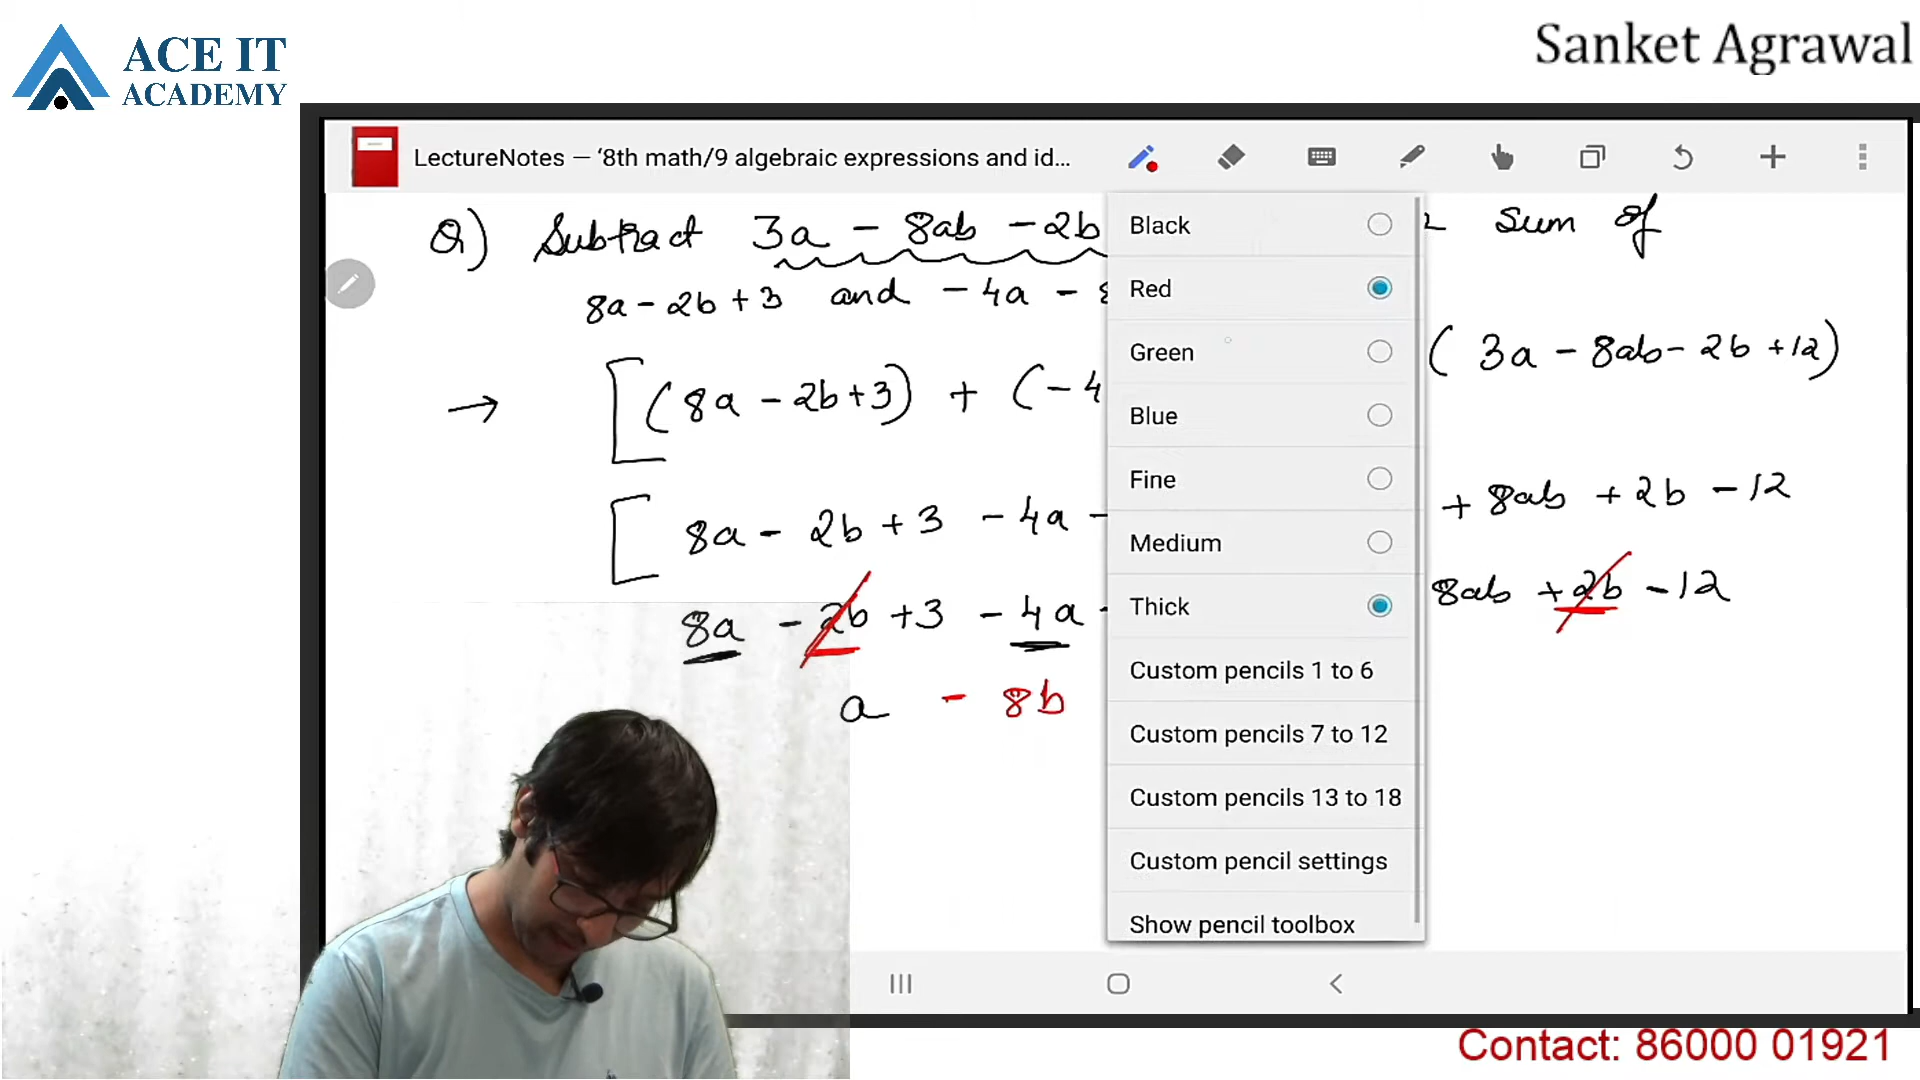 ACE IT
ACADEMY
Sanket Agrawal
LectureNotes — ‘8th math/9 algebraic expressions and id...
Q) Subtract 3a - 8ab - 2b sum of
8a - 2b + 3 and - 4a -
→ [(8a - 2b + 3) + (- 4 ( 3a - 8ab - 2b + 12)
[ 8a - 2b + 3 - 4a - + 8ab + 2b - 12
8a - 2b + 3 - 4a - 8ab + 2b - 12
a - 8b
Black
Red
Green
Blue
Fine
Medium
Thick
Custom pencils 1 to 6
Custom pencils 7 to 12
Custom pencils 13 to 18
Custom pencil settings
Show pencil toolbox
Contact: 86000 01921